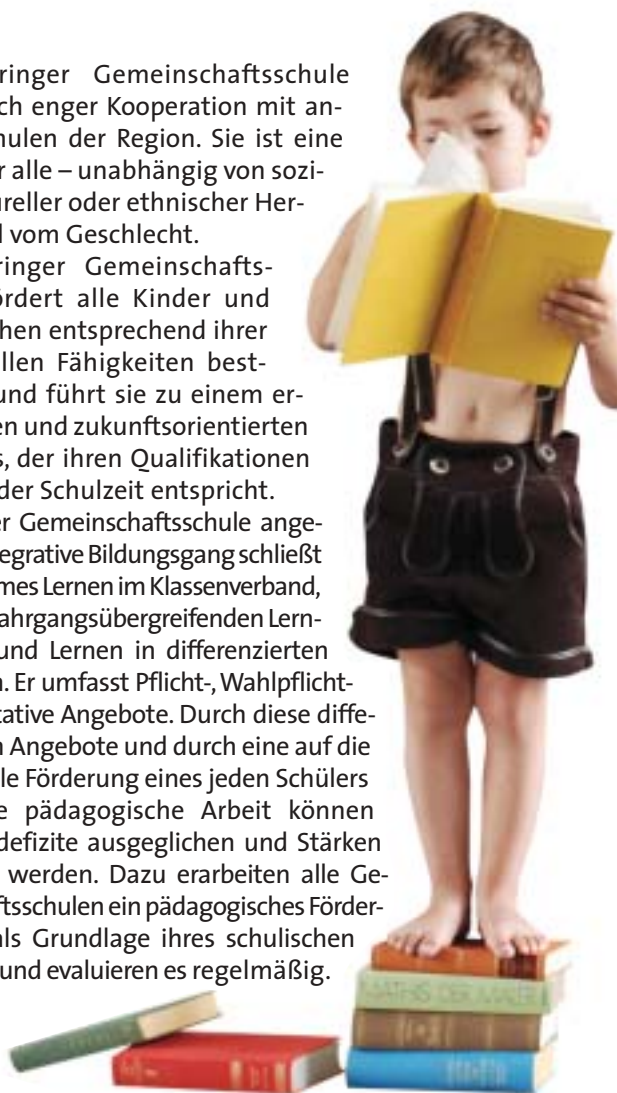 ringer Gemeinschaftsschule
ch enger Kooperation mit an-
hulen der Region. Sie ist eine
r alle – unabhängig von sozi-
ureller oder ethnischer Her-
d vom Geschlecht.
ringer Gemeinschafts-
ördert alle Kinder und
hen entsprechend ihrer
llen Fähigkeiten best-
und führt sie zu einem er-
en und zukunftsorientierten
s, der ihren Qualifikationen
der Schulzeit entspricht.
er Gemeinschaftsschule ange-
tegrative Bildungsgang schließt
mes Lernen im Klassenverband,
ahrgangsübergreifenden Lern-
und Lernen in differenzierten
n. Er umfasst Pflicht-, Wahlpflicht-
tative Angebote. Durch diese diffe-
n Angebote und durch eine auf die
le Förderung eines jeden Schülers
e pädagogische Arbeit können
defizite ausgeglichen und Stärken
werden. Dazu erarbeiten alle Ge-
ftsschulen ein pädagogisches Förder-
als Grundlage ihres schulischen
und evaluieren es regelmäßig.
MATHIS DER MALER